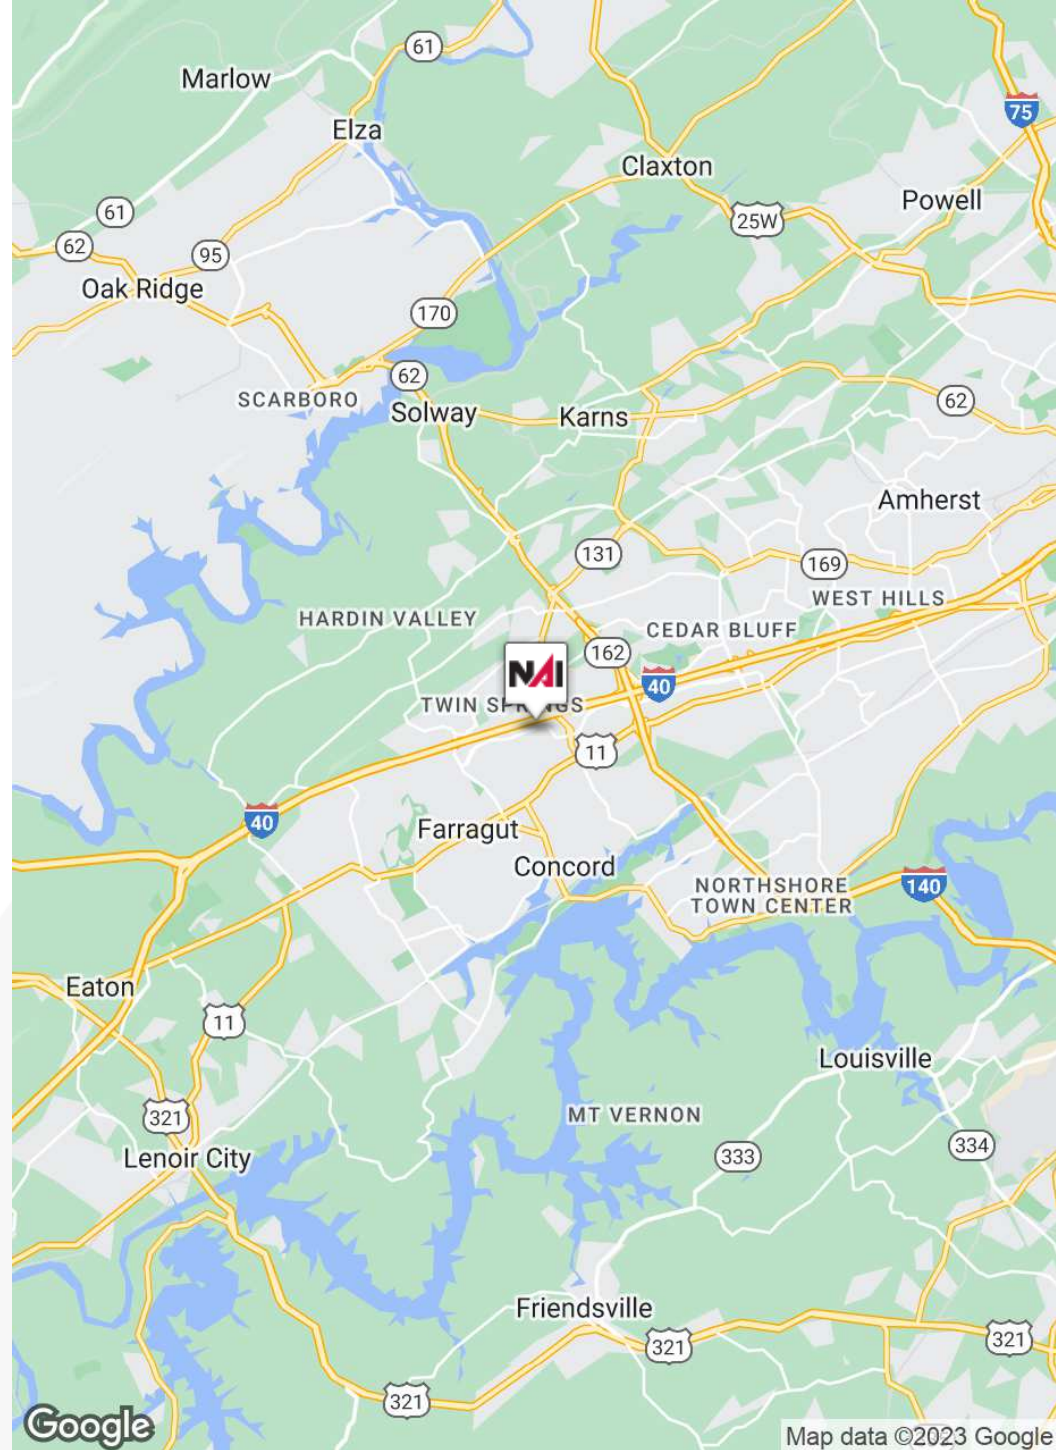 61
Marlow
75
Elza
Claxton
Powell
61
25W
62
95
Oak Ridge
170
62
SCARBORO
62
Solway
Karns
Amherst
131
169
WEST HILLS
HARDIN VALLEY
CEDAR BLUFF
162
NAI
40
TWIN SPRINGS
11
40
Farragut
Concord
NORTHSHORE
TOWN CENTER
140
Eaton
11
Louisville
321
MT VERNON
334
333
Lenoir City
Friendsville
321
321
321
Google
Map data ©2023 Google